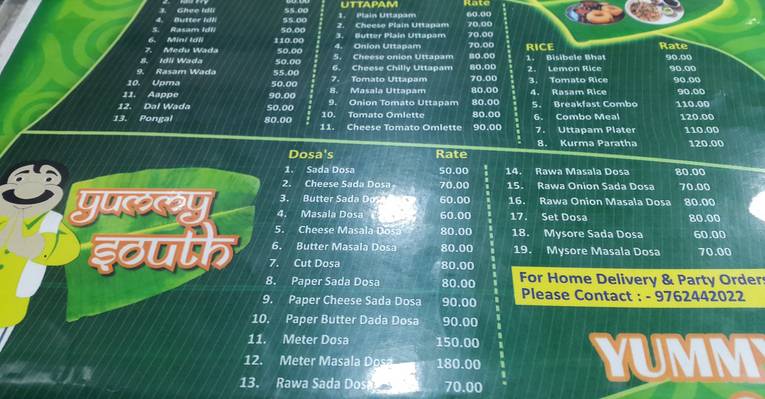 2. Idli Fry 60.00
3. Ghee Idli 55.00
4. Butter Idli 55.00
5. Rasam Idli 50.00
6. Mini Idli 110.00
7. Medu Wada 50.00
8. Idli Wada 50.00
9. Rasam Wada 55.00
10. Upma 50.00
11. Aappe 90.00
12. Dal Wada 50.00
13. Pongal 80.00
UTTAPAM Rate
1. Plain Uttapam 60.00
2. Cheese Plain Uttapam 70.00
3. Butter Plain Uttapam 70.00
4. Onion Uttapam 70.00
5. Cheese onion Uttapam 80.00
6. Cheese Chilly Uttapam 80.00
7. Tomato Uttapam 70.00
8. Masala Uttapam 80.00
9. Onion Tomato Uttapam 80.00
10. Tomato Omlette 80.00
11. Cheese Tomato Omlette 90.00
RICE Rate
1. Bisibele Bhat 90.00
2. Lemon Rice 90.00
3. Tomato Rice 90.00
4. Rasam Rice 90.00
5. Breakfast Combo 110.00
6. Combo Meal 120.00
7. Uttapam Plater 110.00
8. Kurma Paratha 120.00
yummy
south
Dosa's Rate
1. Sada Dosa 50.00
2. Cheese Sada Dosa 70.00
3. Butter Sada Dosa 60.00
4. Masala Dosa 60.00
5. Cheese Masala Dosa 80.00
6. Butter Masala Dosa 80.00
7. Cut Dosa 80.00
8. Paper Sada Dosa 80.00
9. Paper Cheese Sada Dosa 90.00
10. Paper Butter Dada Dosa 90.00
11. Meter Dosa 150.00
12. Meter Masala Dosa 180.00
13. Rawa Sada Dosa 70.00
14. Rawa Masala Dosa 80.00
15. Rawa Onion Sada Dosa 70.00
16. Rawa Onion Masala Dosa 80.00
17. Set Dosa 80.00
18. Mysore Sada Dosa 60.00
19. Mysore Masala Dosa 70.00
For Home Delivery & Party Orders
Please Contact : - 9762442022
YUMMY